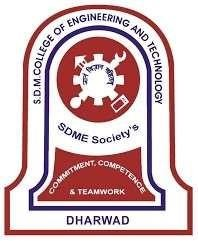 S.D.M.COLLEGE OF ENGINEERING AND TECHNOLOGY
SDME Society's
COMMITMENT, COMPETENCE
& TEAMWORK
DHARWAD